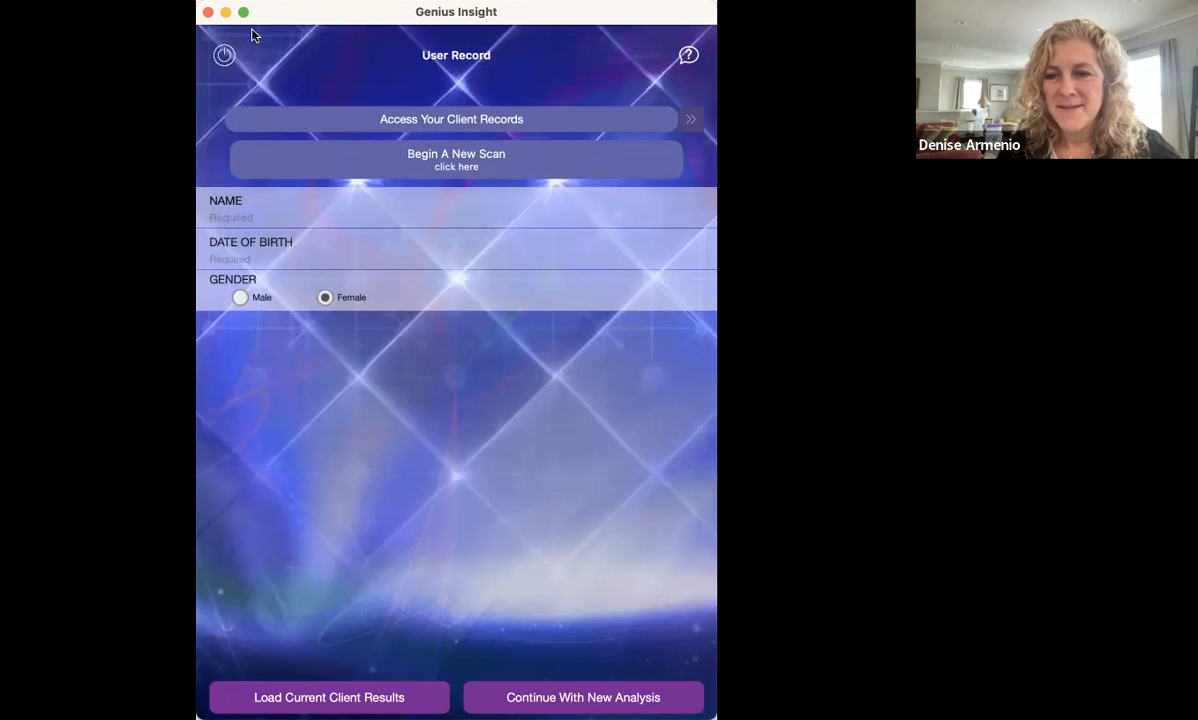 Genius Insight
User Record
Access Your Client Records
Begin A New Scan
click here
NAME
Required
DATE OF BIRTH
Required
GENDER
Male
Female
Load Current Client Results
Continue With New Analysis
Denise Armenio